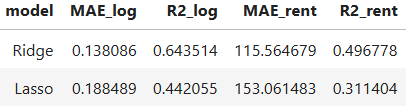 model MAE_log R2_log MAE_rent R2_rent
Ridge 0.138086 0.643514 115.564679 0.496778
Lasso 0.188489 0.442055 153.061483 0.311404